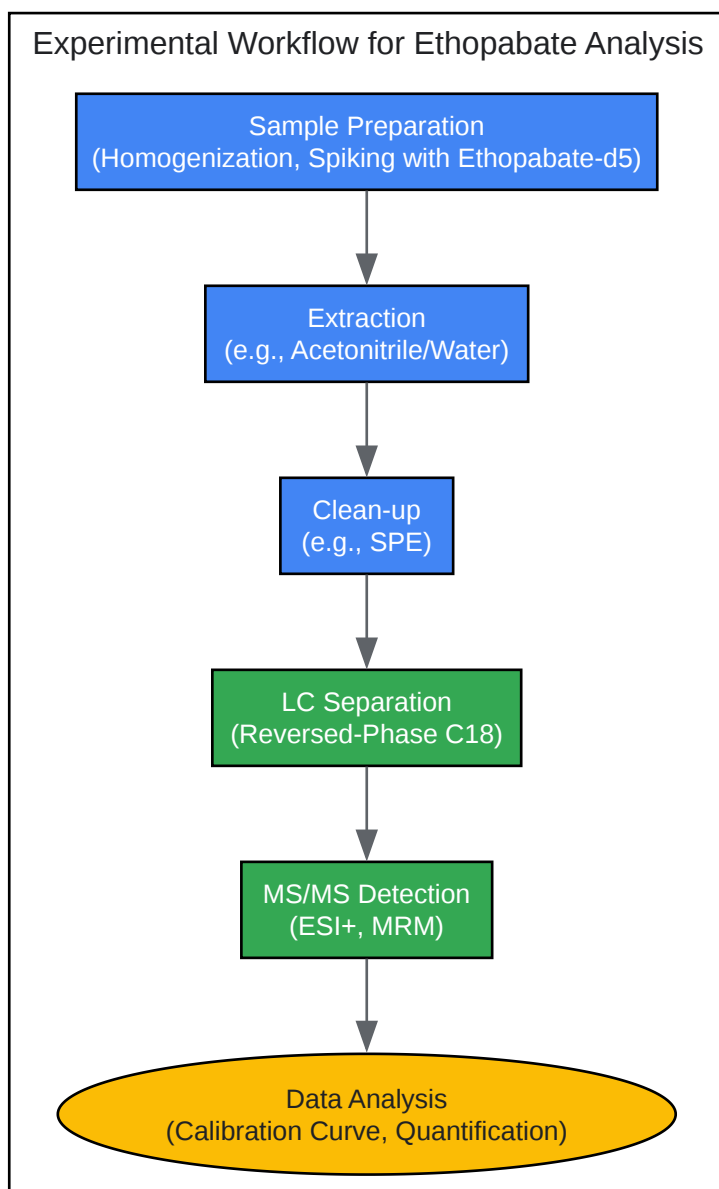 Experimental Workflow for Ethopabate Analysis
Sample Preparation
(Homogenization, Spiking with Ethopabate-d5)
Extraction
(e.g., Acetonitrile/Water)
Clean-up
(e.g., SPE)
LC Separation
(Reversed-Phase C18)
MS/MS Detection
(ESI+, MRM)
Data Analysis
(Calibration Curve, Quantification)